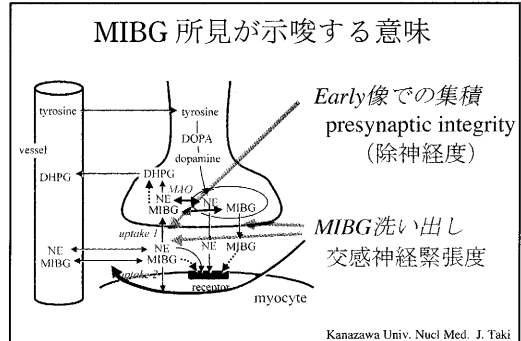 MIBG 所見が示唆する意味
Early像での集積
presynaptic integrity
（除神経度）
MIBG洗い出し
交感神経緊張度
tyrosine
tyrosine
DOPA
vessel
dopamine
DHPG
DHPG
MAO
NE
NE
MIBG
MIBG
uptake 1
NE
NE
NE
MIBG
MIBG
MIBG
uptake 2
receptor
myocyte
Kanazawa Univ. Nucl Med. J. Taki